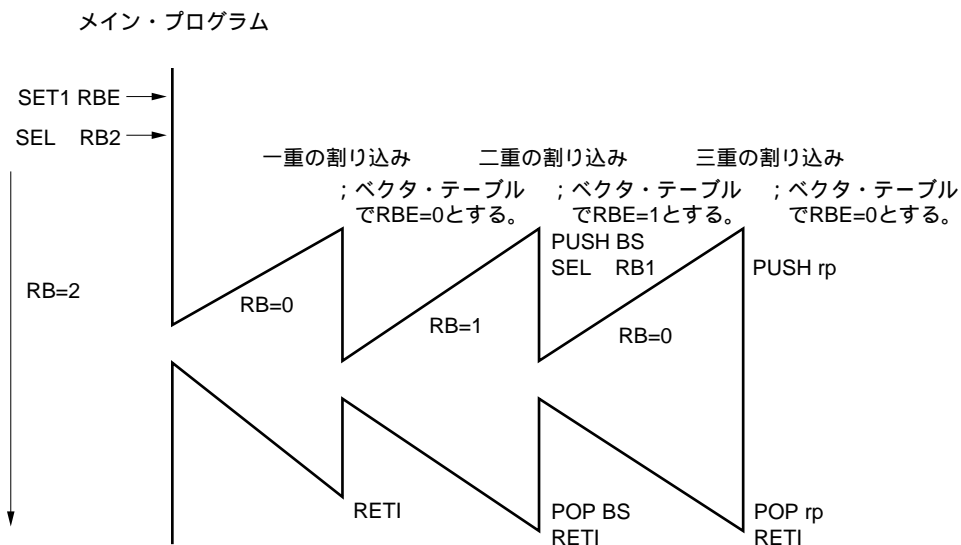 メイン・プログラム
SET1 RBE
SEL RB2
一重の割り込み
；ベクタ・テーブル
でRBE=0とする。
二重の割り込み
；ベクタ・テーブル
でRBE=1とする。
三重の割り込み
；ベクタ・テーブル
でRBE=0とする。
PUSH BS
SEL RB1
PUSH rp
RB=2
RB=0
RB=1
RB=0
RETI
POP BS
RETI
POP rp
RETI